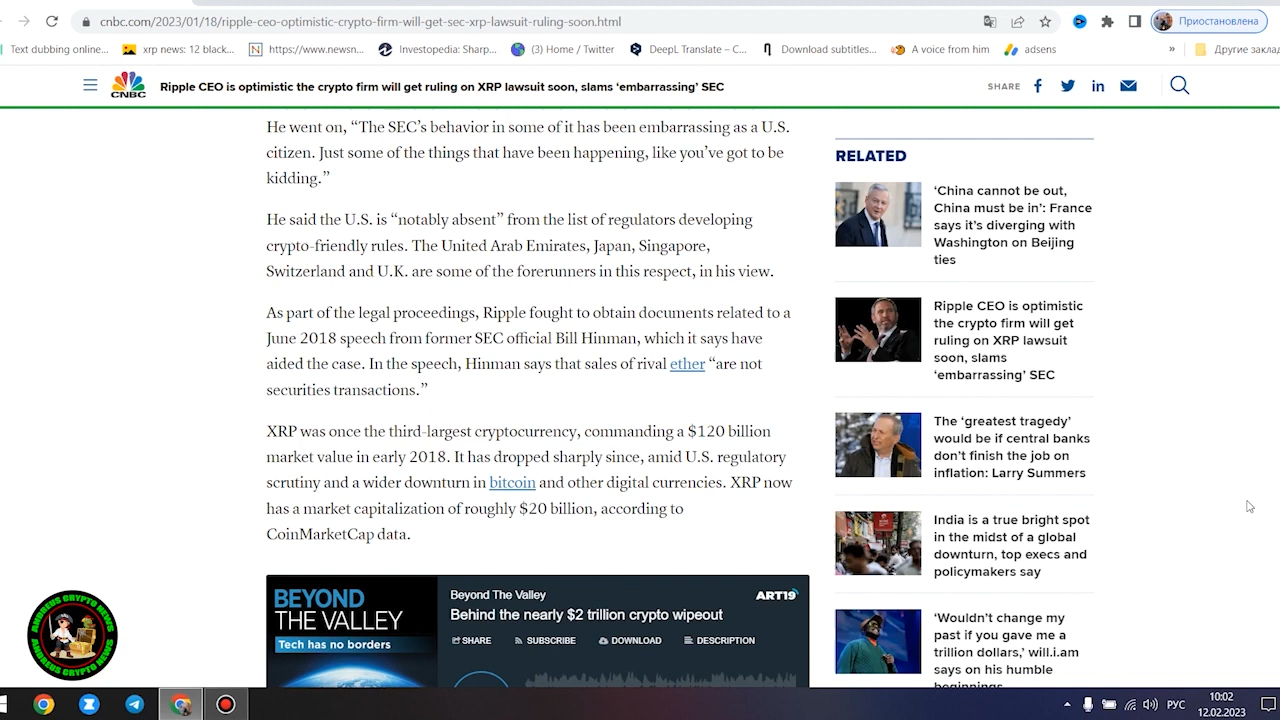 cnbc.com/2023/01/18/ripple-ceo-optimistic-crypto-firm-will-get-sec-xrp-lawsuit-ruling-soon.html
Приостановлена
Text dubbing online...
xrp news: 12 black...
https://www.newsn...
Investopedia: Sharp...
(3) Home / Twitter
DeepL Translate – C...
Download subtitles...
A voice from him
adsens
»
Другие заклад
CNBC
Ripple CEO is optimistic the crypto firm will get ruling on XRP lawsuit soon, slams ‘embarrassing’ SEC
SHARE
He went on, “The SEC’s behavior in some of it has been embarrassing as a U.S.
citizen. Just some of the things that have been happening, like you’ve got to be
kidding.”
He said the U.S. is “notably absent” from the list of regulators developing
crypto-friendly rules. The United Arab Emirates, Japan, Singapore,
Switzerland and U.K. are some of the forerunners in this respect, in his view.
As part of the legal proceedings, Ripple fought to obtain documents related to a
June 2018 speech from former SEC official Bill Hinman, which it says have
aided the case. In the speech, Hinman says that sales of rival ether “are not
securities transactions.”
XRP was once the third-largest cryptocurrency, commanding a $120 billion
market value in early 2018. It has dropped sharply since, amid U.S. regulatory
scrutiny and a wider downturn in bitcoin and other digital currencies. XRP now
has a market capitalization of roughly $20 billion, according to
CoinMarketCap data.
BEYOND
THE VALLEY
Tech has no borders
Beyond The Valley
Behind the nearly $2 trillion crypto wipeout
ART19
SHARE
SUBSCRIBE
DOWNLOAD
DESCRIPTION
RELATED
‘China cannot be out,
China must be in’: France
says it’s diverging with
Washington on Beijing
ties
Ripple CEO is optimistic
the crypto firm will get
ruling on XRP lawsuit
soon, slams
‘embarrassing’ SEC
The ‘greatest tragedy’
would be if central banks
don’t finish the job on
inflation: Larry Summers
India is a true bright spot
in the midst of a global
downturn, top execs and
policymakers say
‘Wouldn’t change my
past if you gave me a
trillion dollars,’ will.i.am
says on his humble
beginnings
ANDREUS CRYPTO NEWS
ANDREUS CRYPTO NEWS
РУС
10:02
12.02.2023